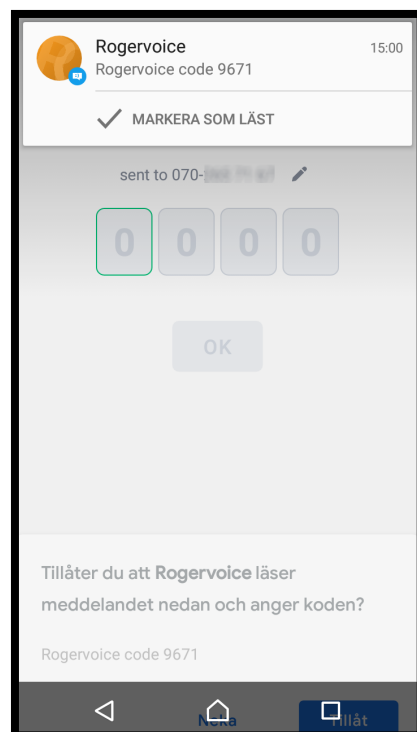 Rogervoice
15:00
Rogervoice code 9671
MARKERA SOM LÄST
sent to 070-
0 0 0 0
OK
Tillåter du att Rogervoice läser
meddelandet nedan och anger koden?
Rogervoice code 9671
Neka
Tillåt